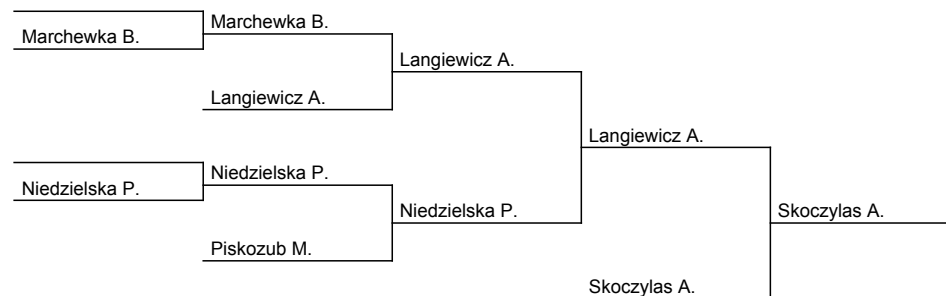 Marchewka B.
Marchewka B.
Langiewicz A.
Langiewicz A.
Langiewicz A.
Niedzielska P.
Niedzielska P.
Niedzielska P.
Skoczylas A.
Piskozub M.
Skoczylas A.